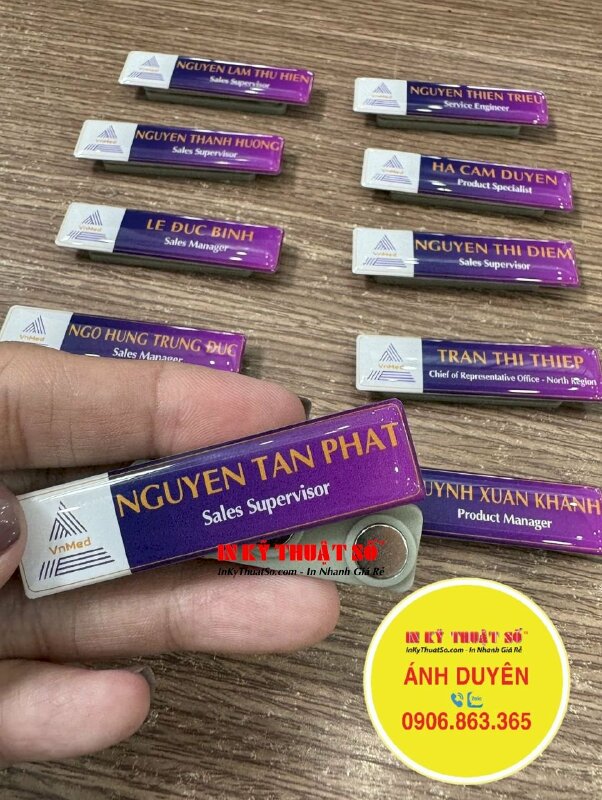 VnMed
NGUYEN LAM THU HIEN
Sales Supervisor
NGUYEN THIEN TRIEU
Service Engineer
VnMed
NGUYEN THANH HUONG
Sales Supervisor
HA CAM DUYEN
Product Specialist
VnMed
LE DUC BINH
Sales Manager
NGUYEN THI DIEM
Sales Supervisor
VnMed
NGO HUNG TRUNG ĐUC
Sales Manager
TRAN THI THIEP
Chief of Representative Office - North Region
VnMed
NGUYEN TAN PHAT
Sales Supervisor
UYNH XUAN KHANH
Product Manager
IN KỸ THUẬT SỐ
InKyThuatSo.com - In Nhanh Giá Rẻ
IN KỸ THUẬT SỐ
InKyThuatSo.com - In Nhanh Giá Rẻ
ÁNH DUYÊN
Zalo
0906.863.365